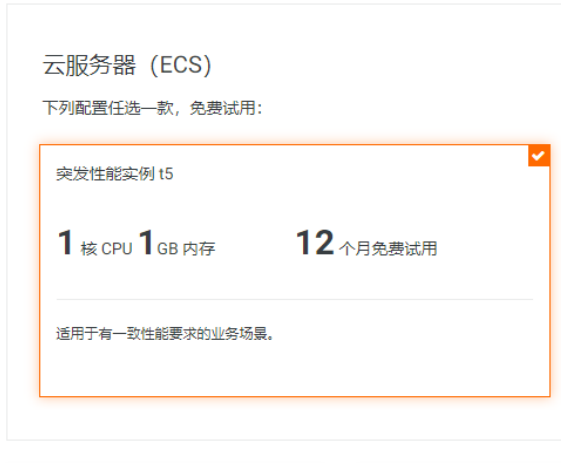 云服务器（ECS）
下列配置任选一款，免费试用：
突发性能实例 t5
1 核 CPU 1 GB 内存 12 个月免费试用
适用于有一致性能要求的业务场景。